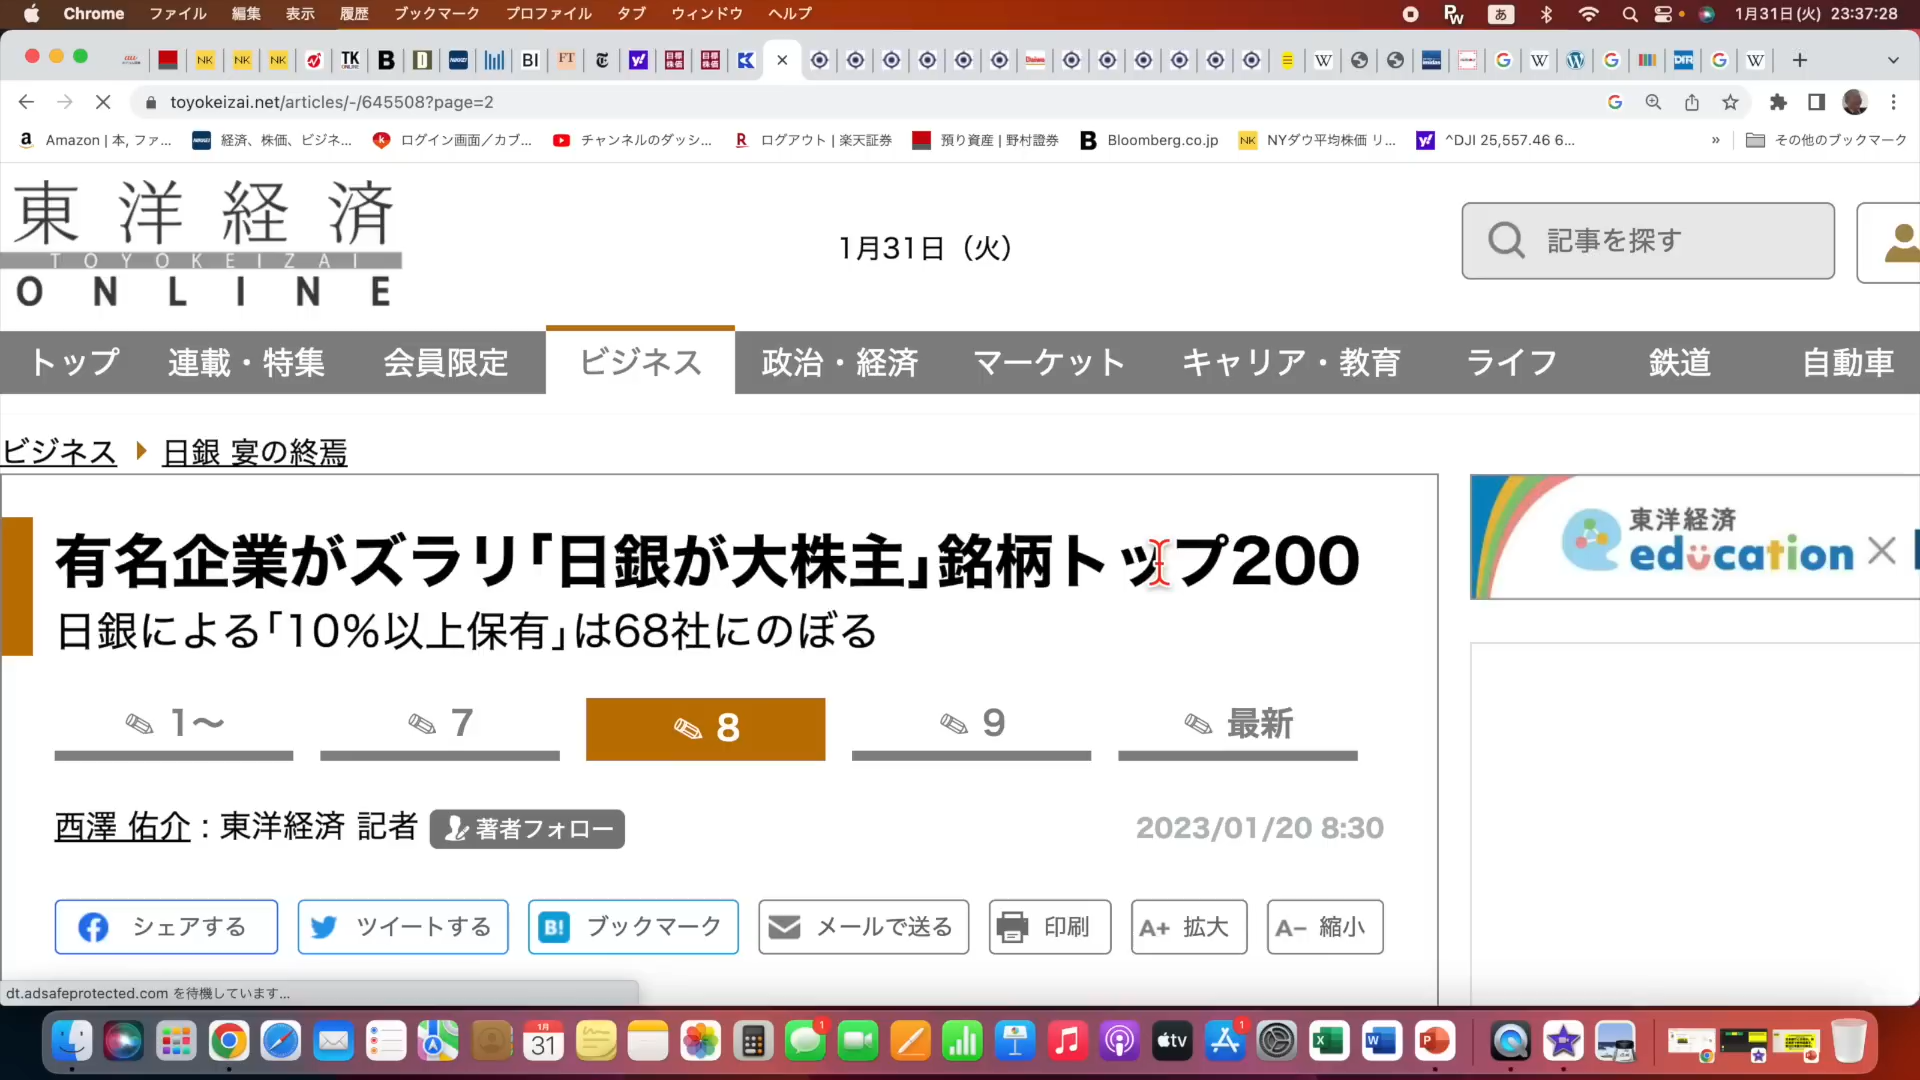 Chrome ファイル 編集 表示 履歴 ブックマーク プロファイル タブ ウィンドウ ヘルプ あ 1月31日(火) 23:37:28
toyokeizai.net/articles/-/645508?page=2
Amazon | 本, ファ... 経済、株価、ビジネ... ログイン画面／カブ... チャンネルのダッシ... ログアウト | 楽天証券 預り資産 | 野村證券 Bloomberg.co.jp NYダウ平均株価 リ... ^DJI 25,557.46 6... » その他のブックマーク
東洋経済
TOYOKEIZAI
ONLINE
1月31日（火）
記事を探す
トップ 連載・特集 会員限定 ビジネス 政治・経済 マーケット キャリア・教育 ライフ 鉄道 自動車
ビジネス 日銀 宴の終焉
有名企業がズラリ｢日銀が大株主｣銘柄トップ200
日銀による｢10％以上保有｣は68社にのぼる
1〜 7 8 9 最新
西澤 佑介 : 東洋経済 記者 著者フォロー 2023/01/20 8:30
シェアする ツイートする B! ブックマーク メールで送る 印刷 A+ 拡大 A− 縮小
東洋経済
education ×
dt.adsafeprotected.com を待機しています...
1月
31
1
tv
1